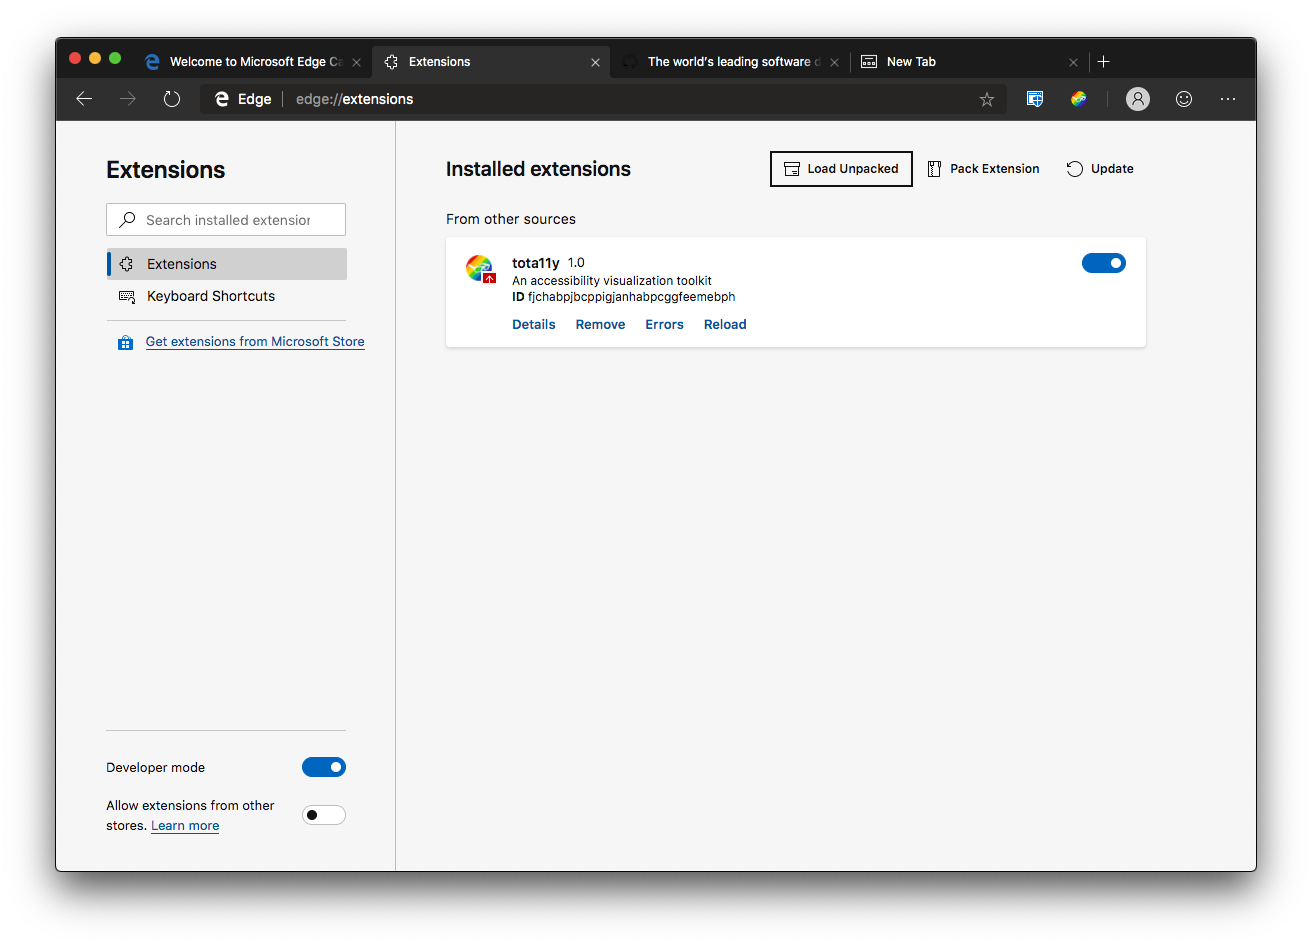 Welcome to Microsoft Edge Ca
Extensions
The world's leading software d
New Tab
Edge
edge://extensions
Extensions
Search installed extension
Extensions
Keyboard Shortcuts
Get extensions from Microsoft Store
Developer mode
Allow extensions from other
stores. Learn more
Installed extensions
Load Unpacked
Pack Extension
Update
From other sources
tota11y 1.0
An accessibility visualization toolkit
ID fjchabpjbcppigjanhabpcggfeemebph
Details Remove Errors Reload